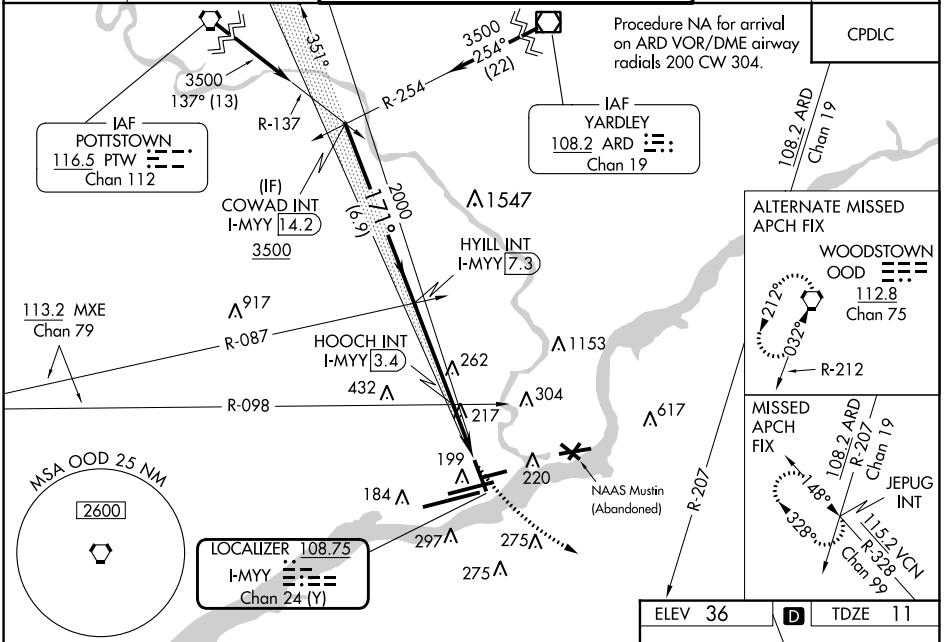 351°
3500
254°
(22)
Procedure NA for arrival
on ARD VOR/DME airway
radials 200 CW 304.
CPDLC
3500
137° (13)
R-137
R-254
IAF
POTTSTOWN
116.5 PTW
Chan 112
IAF
YARDLEY
108.2 ARD
Chan 19
108.2 ARD
Chan 19
(IF)
COWAD INT
I-MYY 14.2
3500
2000
171°
(6.9)
1547
HYILL INT
I-MYY 7.3
ALTERNATE MISSED
APCH FIX
WOODSTOWN
OOD
112.8
Chan 75
212°
032°
R-212
917
113.2 MXE
Chan 79
R-087
HOOCH INT
I-MYY 3.4
1153
262
432
304
R-098
217
617
MISSED
APCH
FIX
108.2 ARD
R-207
Chan 19
JEPUG
INT
148°
328°
115.2 VCN
R-328
Chan 99
MSA OOD 25 NM
2600
199
220
184
NAAS Mustin
(Abandoned)
R-207
297
275
275
LOCALIZER 108.75
I-MYY
Chan 24 (Y)
ELEV 36
D
TDZE 11